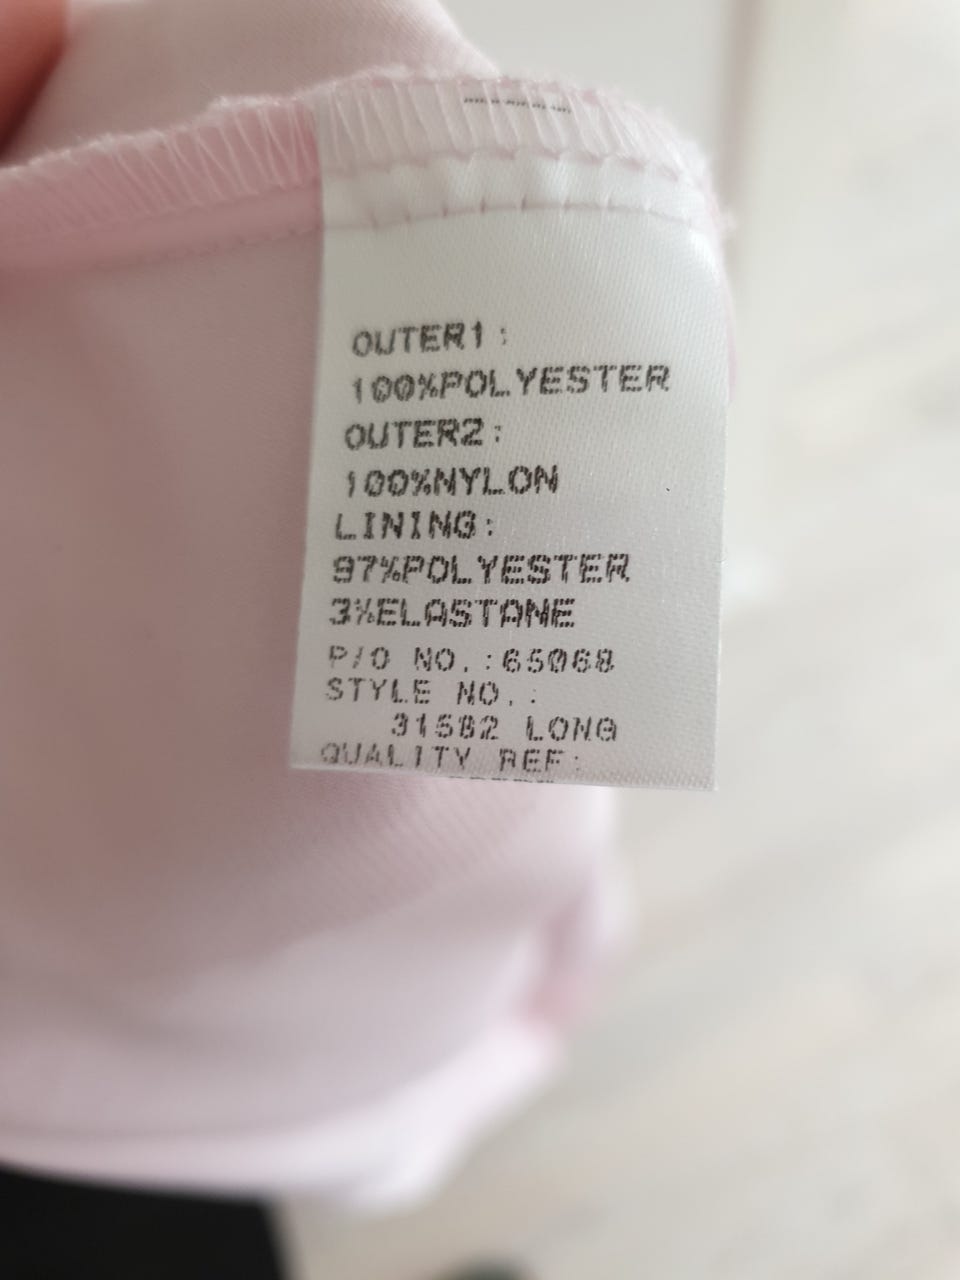 OUTER1:
100%POLYESTER
OUTER2:
100%NYLON
LINING:
97%POLYESTER
3%ELASTANE
P/O NO.:65068
STYLE NO.:
31582 LONG
QUALITY REF: